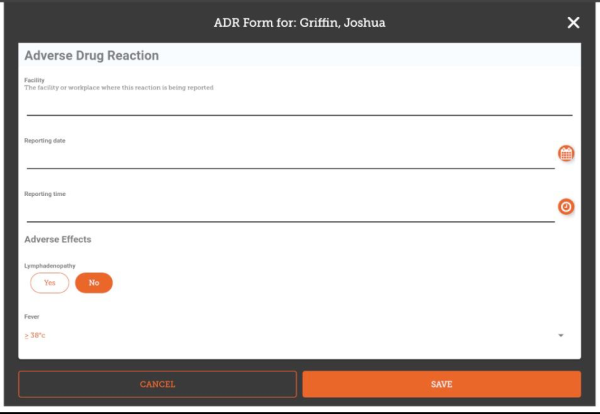 ADR Form for: Griffin, Joshua
Adverse Drug Reaction
Facility
The facility or workplace where this reaction is being reported
Reporting date
Reporting time
Adverse Effects
Lymphadenopathy
Yes No
Fever
≥ 38°c
CANCEL SAVE